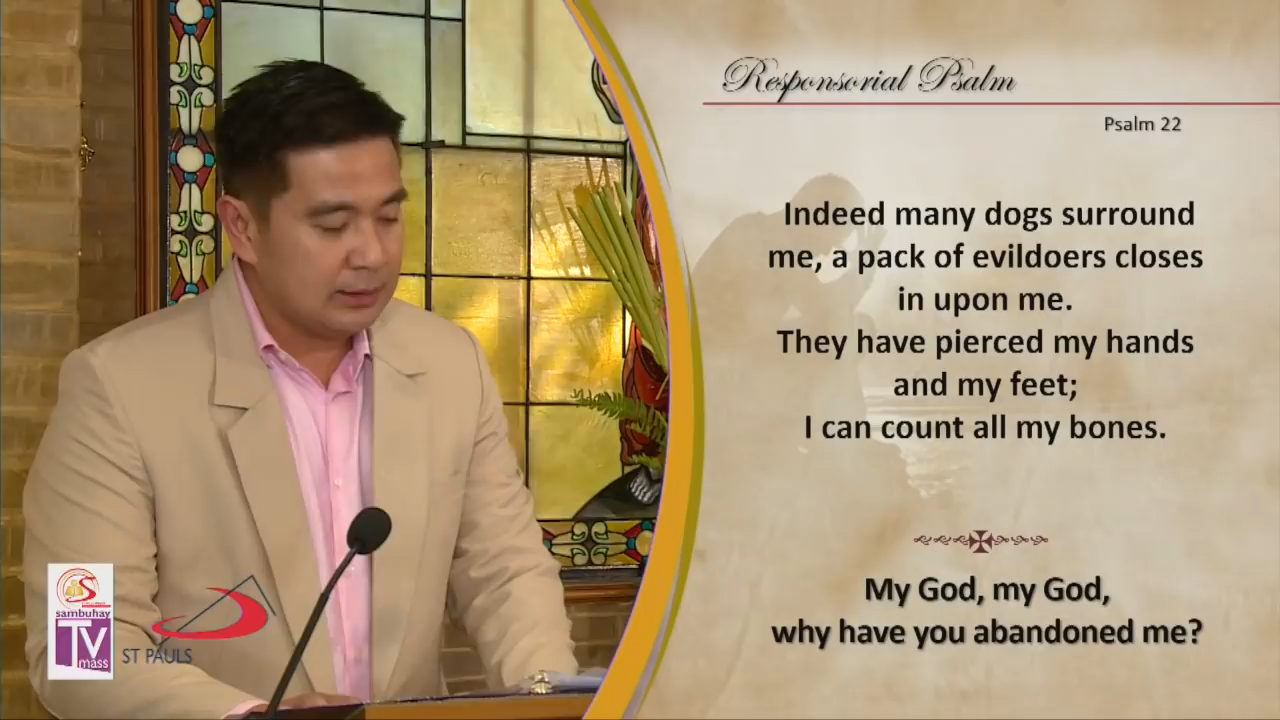 Responsorial Psalm
Psalm 22
Indeed many dogs surround
me, a pack of evildoers closes
in upon me.
They have pierced my hands
and my feet;
I can count all my bones.
My God, my God,
why have you abandoned me?
sambuhay
TV
mass
ST PAULS